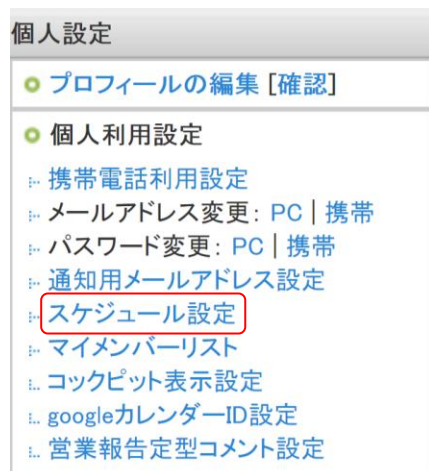 個人設定
プロフィールの編集 [確認]
個人利用設定
携帯電話利用設定
メールアドレス変更: PC | 携帯
パスワード変更: PC | 携帯
通知用メールアドレス設定
スケジュール設定
マイメンバーリスト
コックピット表示設定
googleカレンダーID設定
営業報告定型コメント設定